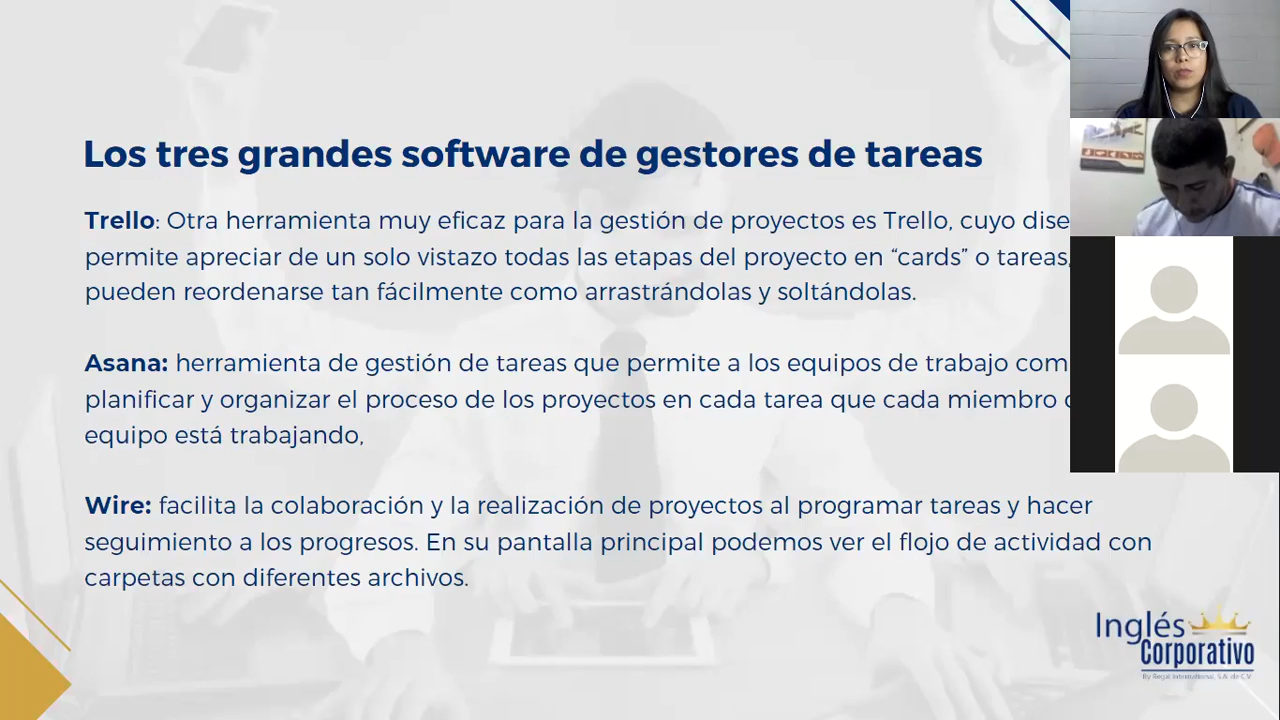 Los tres grandes software de gestores de tareas
Trello: Otra herramienta muy eficaz para la gestión de proyectos es Trello, cuyo dise
permite apreciar de un solo vistazo todas las etapas del proyecto en “cards” o tareas,
pueden reordenarse tan fácilmente como arrastrándolas y soltándolas.
Asana: herramienta de gestión de tareas que permite a los equipos de trabajo com
planificar y organizar el proceso de los proyectos en cada tarea que cada miembro
equipo está trabajando,
Wire: facilita la colaboración y la realización de proyectos al programar tareas y hacer
seguimiento a los progresos. En su pantalla principal podemos ver el flojo de actividad con
carpetas con diferentes archivos.
Inglés
Corporativo
By Regal International, S.A. de C.V